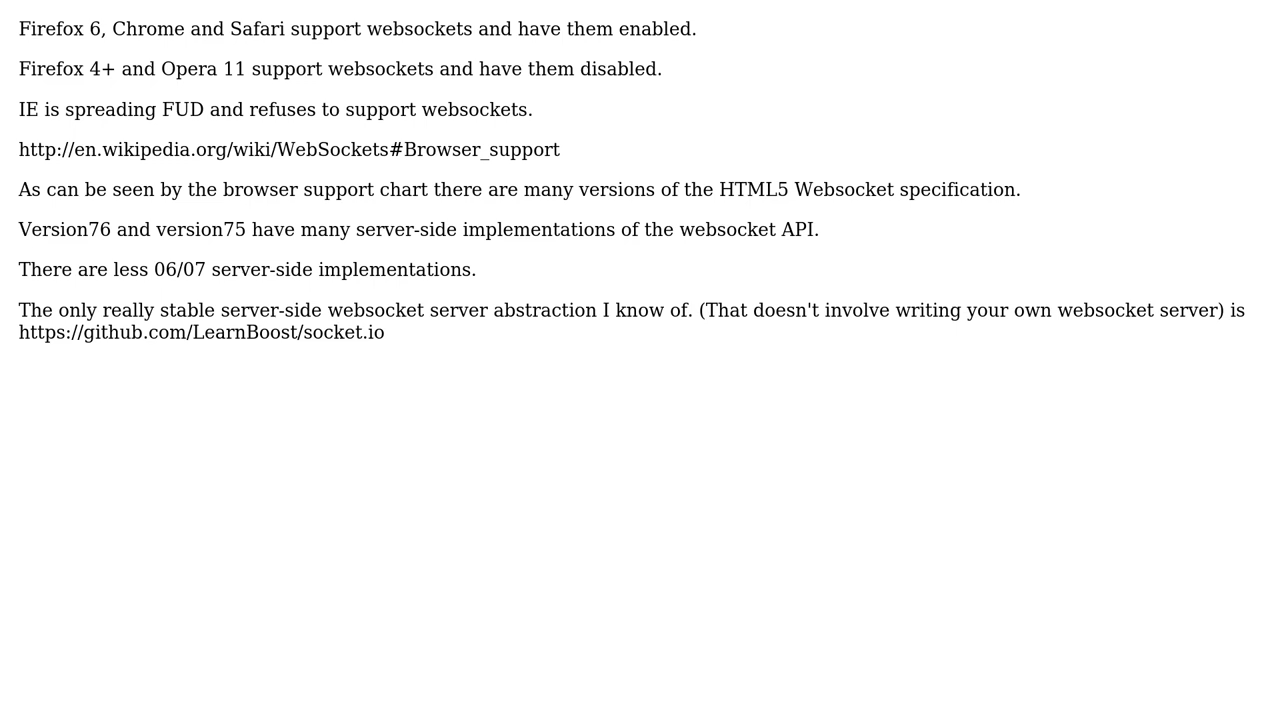 Firefox 6, Chrome and Safari support websockets and have them enabled.
Firefox 4+ and Opera 11 support websockets and have them disabled.
IE is spreading FUD and refuses to support websockets.
http://en.wikipedia.org/wiki/WebSockets#Browser_support
As can be seen by the browser support chart there are many versions of the HTML5 Websocket specification.
Version76 and version75 have many server-side implementations of the websocket API.
There are less 06/07 server-side implementations.
The only really stable server-side websocket server abstraction I know of. (That doesn't involve writing your own websocket server) is
https://github.com/LearnBoost/socket.io